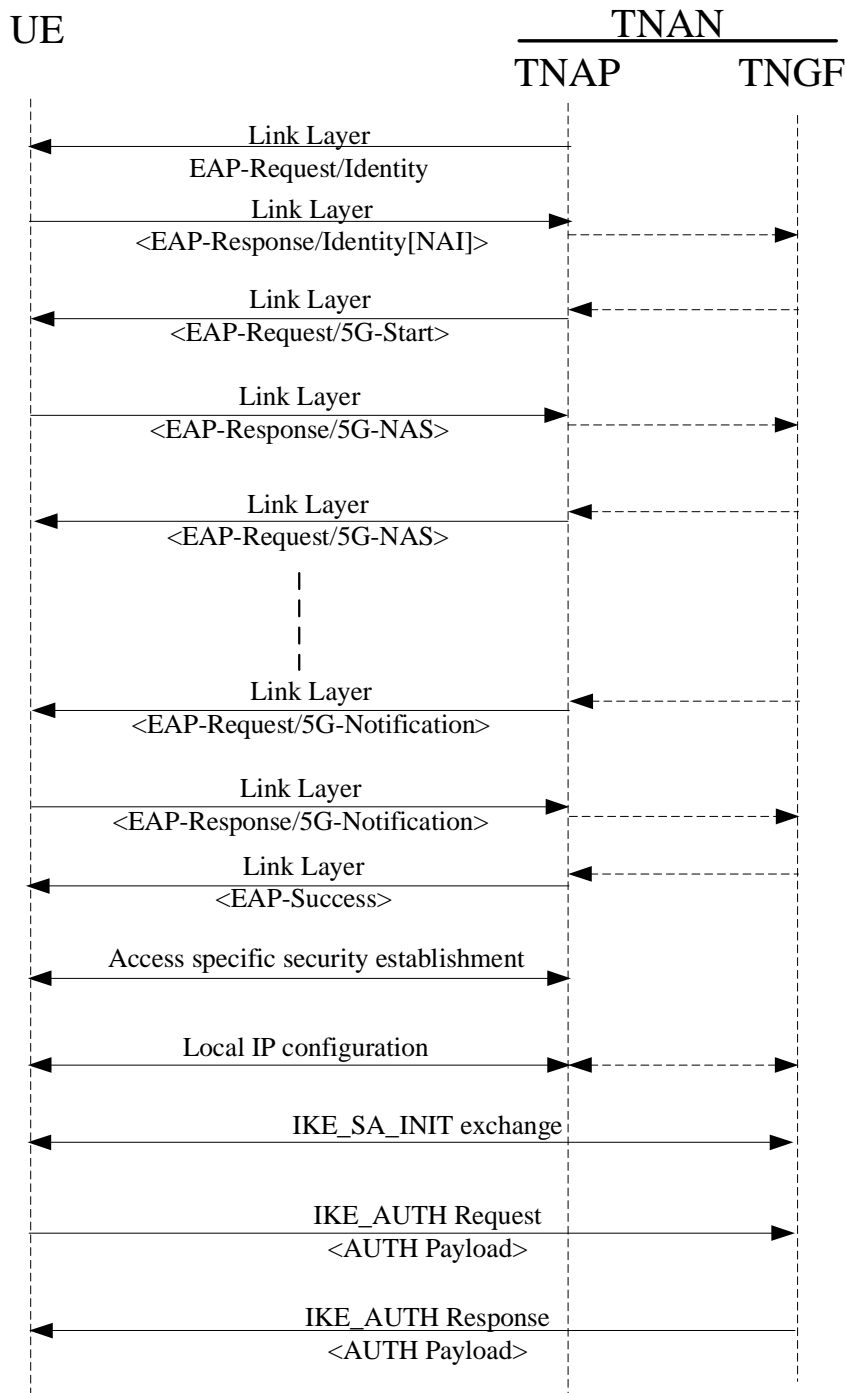 UE
TNAN
TNAP
TNGF
Link Layer
EAP-Request/Identity
Link Layer
<EAP-Response/Identity[NAI]>
Link Layer
<EAP-Request/5G-Start>
Link Layer
<EAP-Response/5G-NAS>
Link Layer
<EAP-Request/5G-NAS>
Link Layer
<EAP-Request/5G-Notification>
Link Layer
<EAP-Response/5G-Notification>
Link Layer
<EAP-Success>
Access specific security establishment
Local IP configuration
IKE_SA_INIT exchange
IKE_AUTH Request
<AUTH Payload>
IKE_AUTH Response
<AUTH Payload>